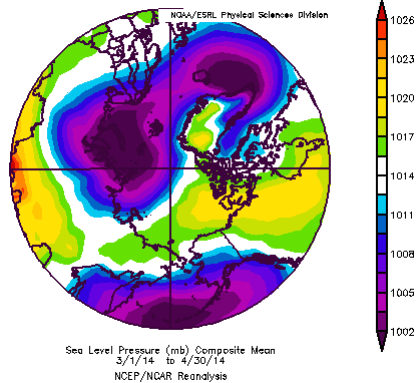 NOAA/ESRL Physical Sciences Division
1026
1023
1020
1017
1014
1011
1008
1005
1002
Sea Level Pressure (mb) Composite Mean
3/1/14 to 4/30/14
NCEP/NCAR Reanalysis